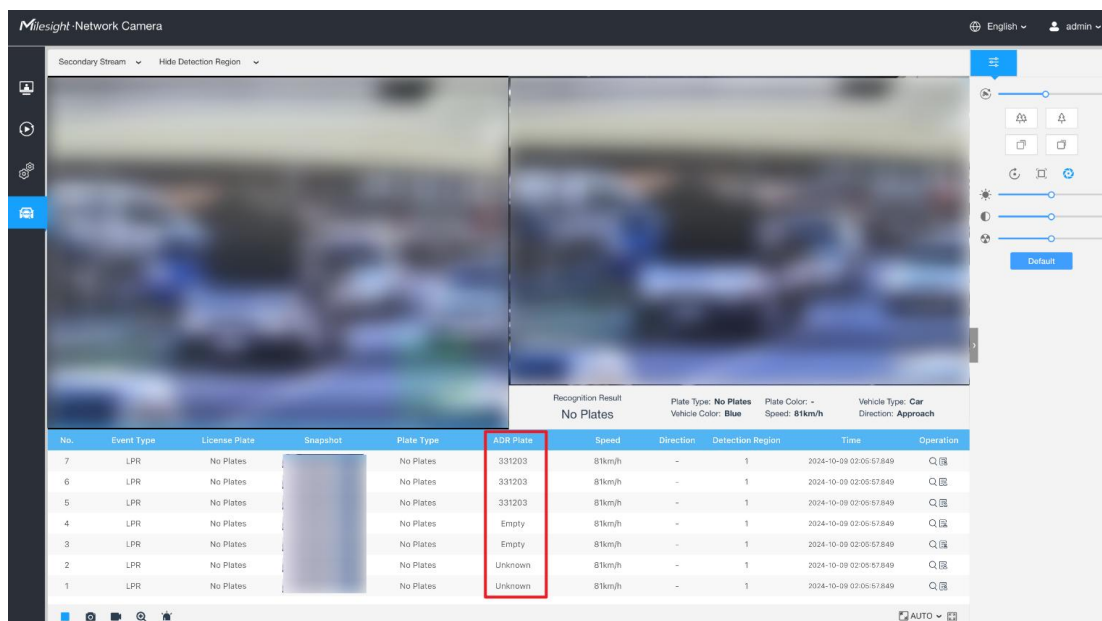 Milesight·Network Camera English admin
Secondary Stream Hide Detection Region
Default
Recognition Result
No Plates
Plate Type: No Plates Plate Color: - Vehicle Type: Car
Vehicle Color: Blue Speed: 81km/h Direction: Approach
No. Event Type License Plate Snapshot Plate Type ADR Plate Speed Direction Detection Region Time Operation
7 LPR No Plates No Plates 331203 81km/h - 1 2024-10-09 02:05:57.849
6 LPR No Plates No Plates 331203 81km/h - 1 2024-10-09 02:05:57.849
5 LPR No Plates No Plates 331203 81km/h - 1 2024-10-09 02:05:57.849
4 LPR No Plates No Plates Empty 81km/h - 1 2024-10-09 02:05:57.849
3 LPR No Plates No Plates Empty 81km/h - 1 2024-10-09 02:05:57.849
2 LPR No Plates No Plates Unknown 81km/h - 1 2024-10-09 02:05:57.849
1 LPR No Plates No Plates Unknown 81km/h - 1 2024-10-09 02:05:57.849
AUTO